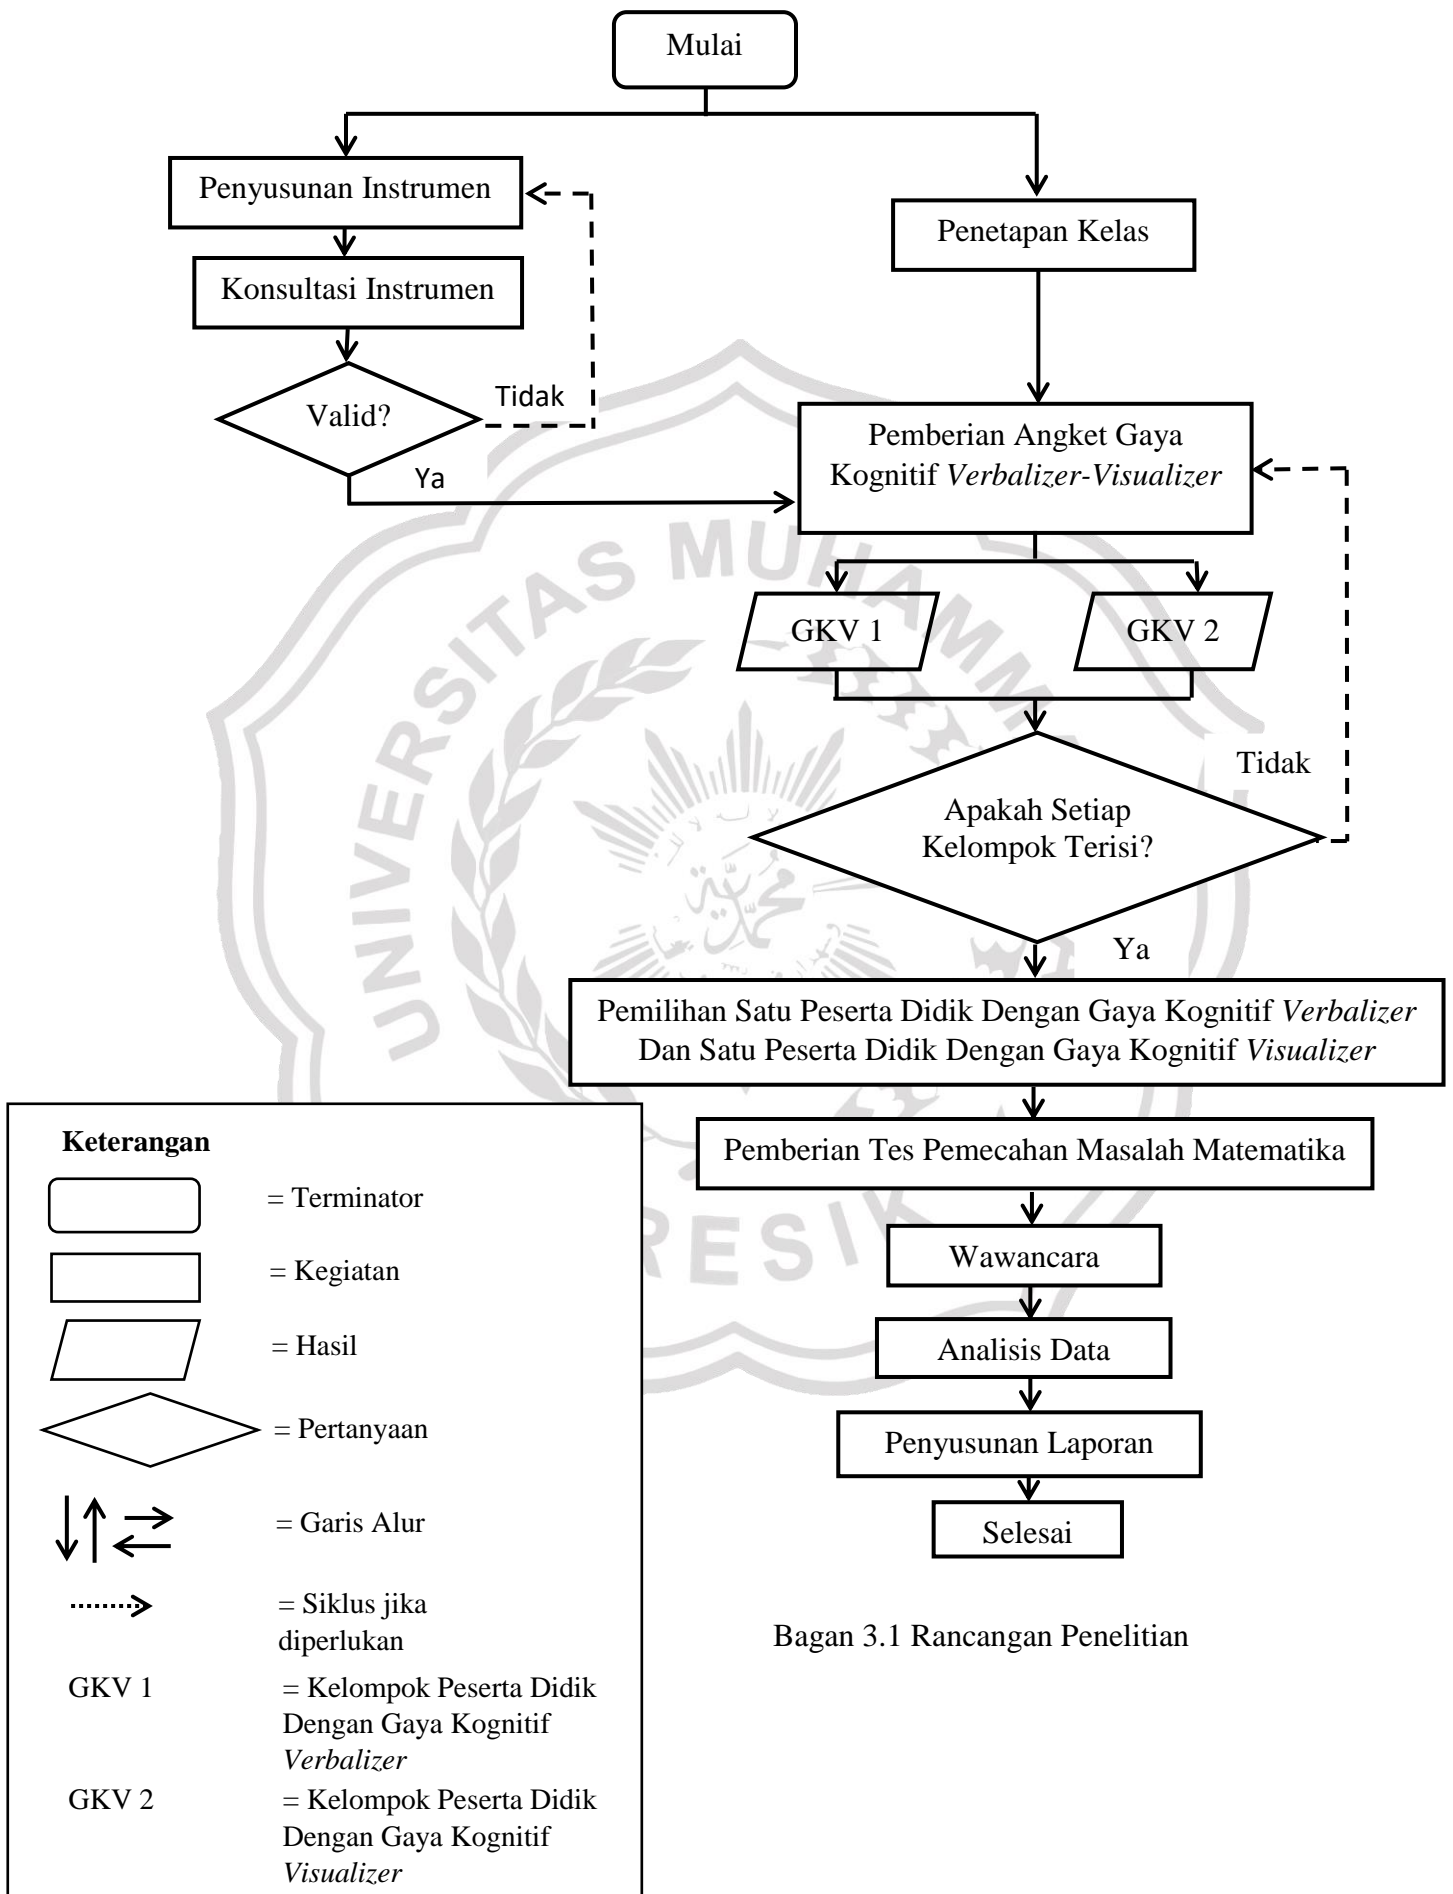 Mulai
Penyusunan Instrumen
Penetapan Kelas
Konsultasi Instrumen
Valid?
Tidak
Ya
Pemberian Angket Gaya
Kognitif Verbalizer-Visualizer
GKV 1
GKV 2
Tidak
Apakah Setiap
Kelompok Terisi?
Ya
Pemilihan Satu Peserta Didik Dengan Gaya Kognitif Verbalizer
Dan Satu Peserta Didik Dengan Gaya Kognitif Visualizer
Pemberian Tes Pemecahan Masalah Matematika
Wawancara
Analisis Data
Penyusunan Laporan
Selesai
Bagan 3.1 Rancangan Penelitian
Keterangan
= Terminator
= Kegiatan
= Hasil
= Pertanyaan
= Garis Alur
= Siklus jika
diperlukan
GKV 1 = Kelompok Peserta Didik
Dengan Gaya Kognitif
Verbalizer
GKV 2 = Kelompok Peserta Didik
Dengan Gaya Kognitif
Visualizer
UNIVERSITAS MUHAMM
RESIK